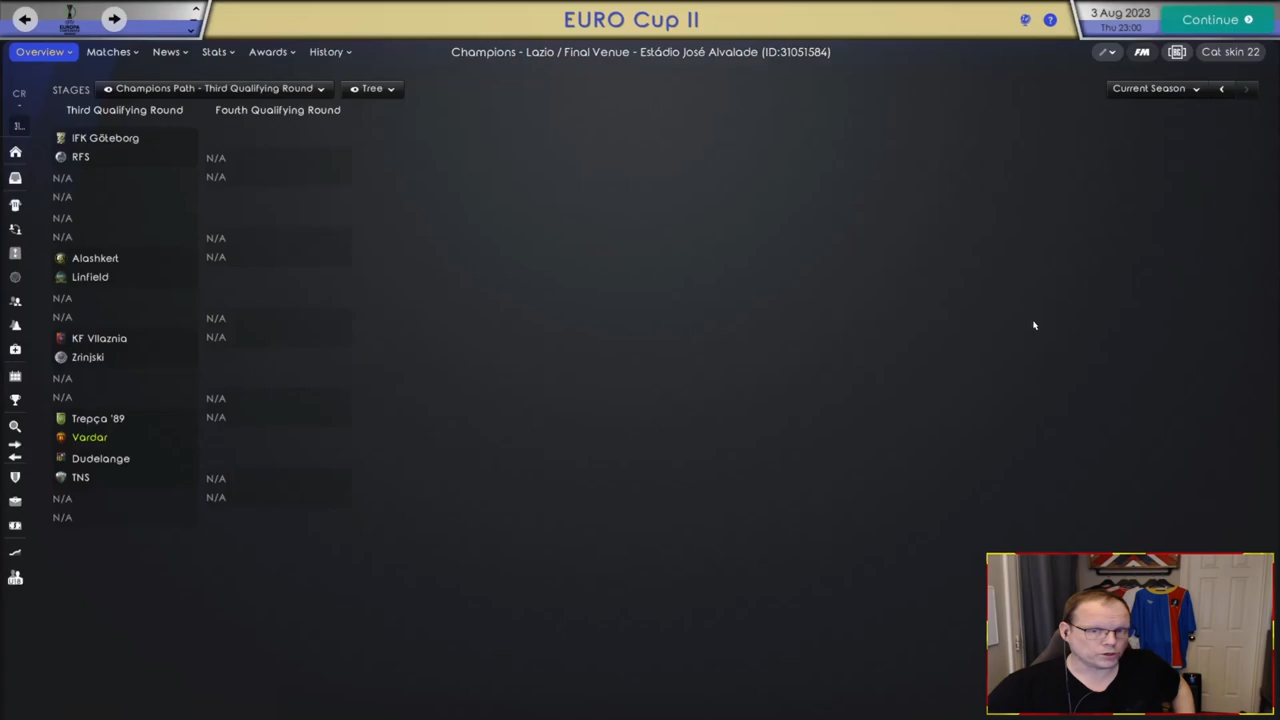 EURO Cup II
3 Aug 2023
Thu 23:00
Continue
EUROPA
Overview
Matches
News
Stats
Awards
History
Champions - Lazio / Final Venue - Estádio José Alvalade (ID:31051584)
FM
Cat skin 22
CR
STAGES
Champions Path - Third Qualifying Round
Tree
Current Season
Third Qualifying Round
Fourth Qualifying Round
IFK Göteborg
RFS
N/A
N/A
N/A
N/A
N/A
N/A
N/A
N/A
Alashkert
Linfield
N/A
N/A
N/A
N/A
KF Vllaznia
Zrinjski
N/A
N/A
N/A
N/A
Trepça '89
Vardar
Dudelange
TNS
N/A
N/A
N/A
N/A